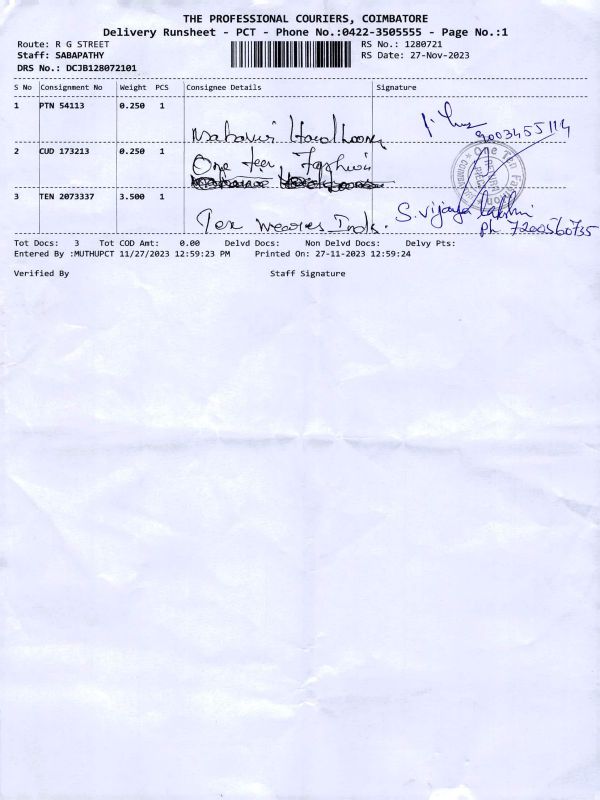 THE PROFESSIONAL COURIERS, COIMBATORE
Delivery Runsheet - PCT - Phone No.:0422-3505555 - Page No.:1
Route: R G STREET
RS No.: 1280721
Staff: SABAPATHY
RS Date: 27-Nov-2023
DRS No.: DCJB128072101
S No Consignment No Weight PCS Consignee Details Signature
1 PTN 54113 0.250 1
9003455114
2 CUD 173213 0.250 1
One Ten Fashion
3 TEN 2073337 3.500 1
Tex weares India.
S. Vijaya Lakshmi
Ph 7200560735
Tot Docs: 3 Tot COD Amt: 0.00 Delvd Docs: Non Delvd Docs: Delvy Pts:
Entered By :MUTHUPCT 11/27/2023 12:59:23 PM Printed On: 27-11-2023 12:59:24
Verified By Staff Signature